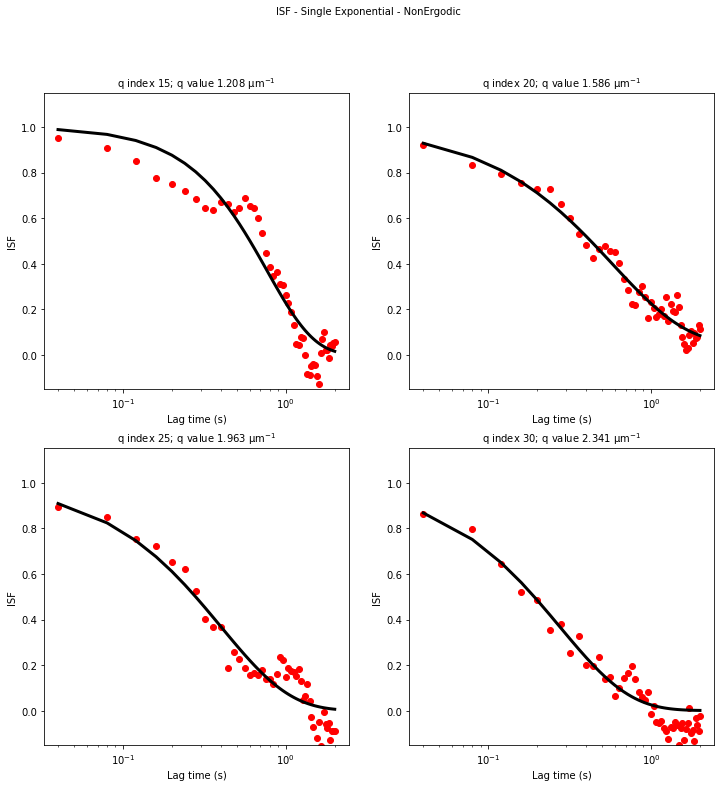 ISF - Single Exponential - NonErgodic
q index 15; q value 1.208 μm⁻¹
1.0
0.8
0.6
0.4
0.2
0.0
ISF
10⁻¹ 10⁰
Lag time (s)
q index 20; q value 1.586 μm⁻¹
1.0
0.8
0.6
0.4
0.2
0.0
ISF
10⁻¹ 10⁰
Lag time (s)
q index 25; q value 1.963 μm⁻¹
1.0
0.8
0.6
0.4
0.2
0.0
ISF
10⁻¹ 10⁰
Lag time (s)
q index 30; q value 2.341 μm⁻¹
1.0
0.8
0.6
0.4
0.2
0.0
ISF
10⁻¹ 10⁰
Lag time (s)